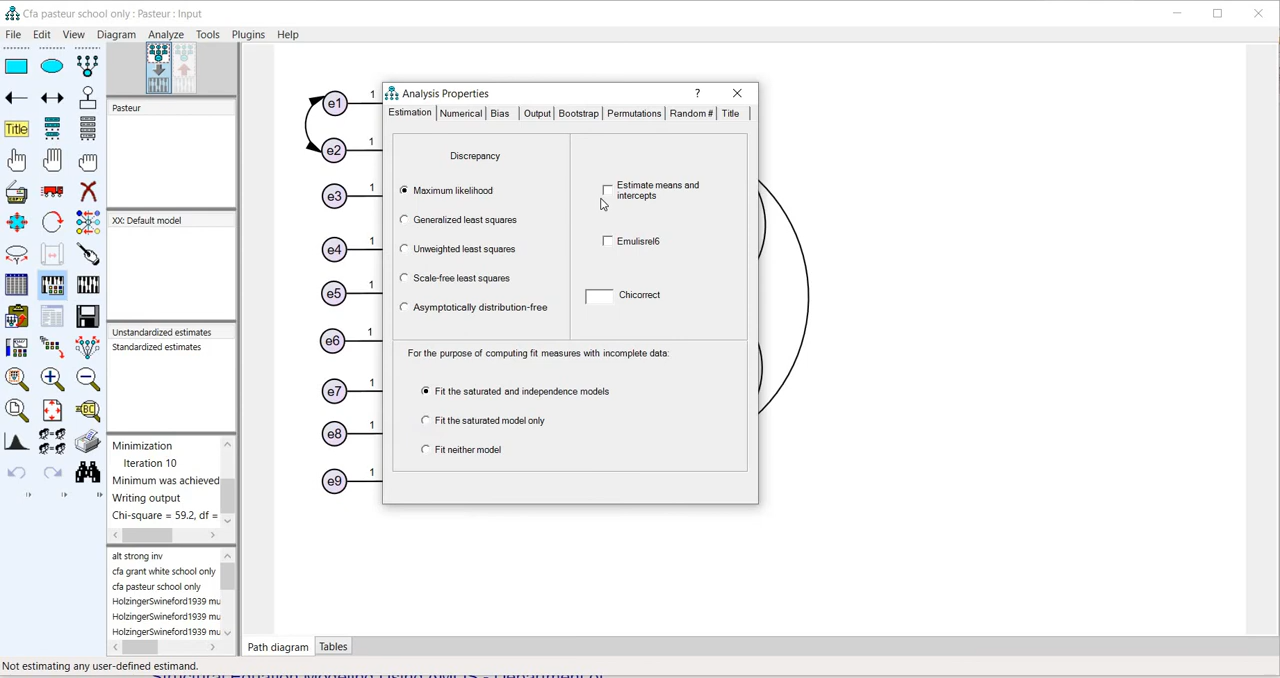 Cfa pasteur school only : Pasteur : Input
File Edit View Diagram Analyze Tools Plugins Help
Title
Pasteur
XX: Default model
Unstandardized estimates
Standardized estimates
Minimization
Iteration 10
Minimum was achieved
Writing output
Chi-square = 59.2, df =
alt strong inv
cfa grant white school only
cfa pasteur school only
HolzingerSwineford1939 mu
HolzingerSwineford1939 mu
HolzingerSwineford1939 mu
e1 1
e2 1
e3 1
e4 1
e5 1
e6 1
e7 1
e8 1
e9 1
Analysis Properties ?
Estimation Numerical Bias Output Bootstrap Permutations Random # Title
Discrepancy
Maximum likelihood
Generalized least squares
Unweighted least squares
Scale-free least squares
Asymptotically distribution-free
Estimate means and
intercepts
Emulisrel6
Chicorrect
For the purpose of computing fit measures with incomplete data:
Fit the saturated and independence models
Fit the saturated model only
Fit neither model
Path diagram Tables
Not estimating any user-defined estimand.